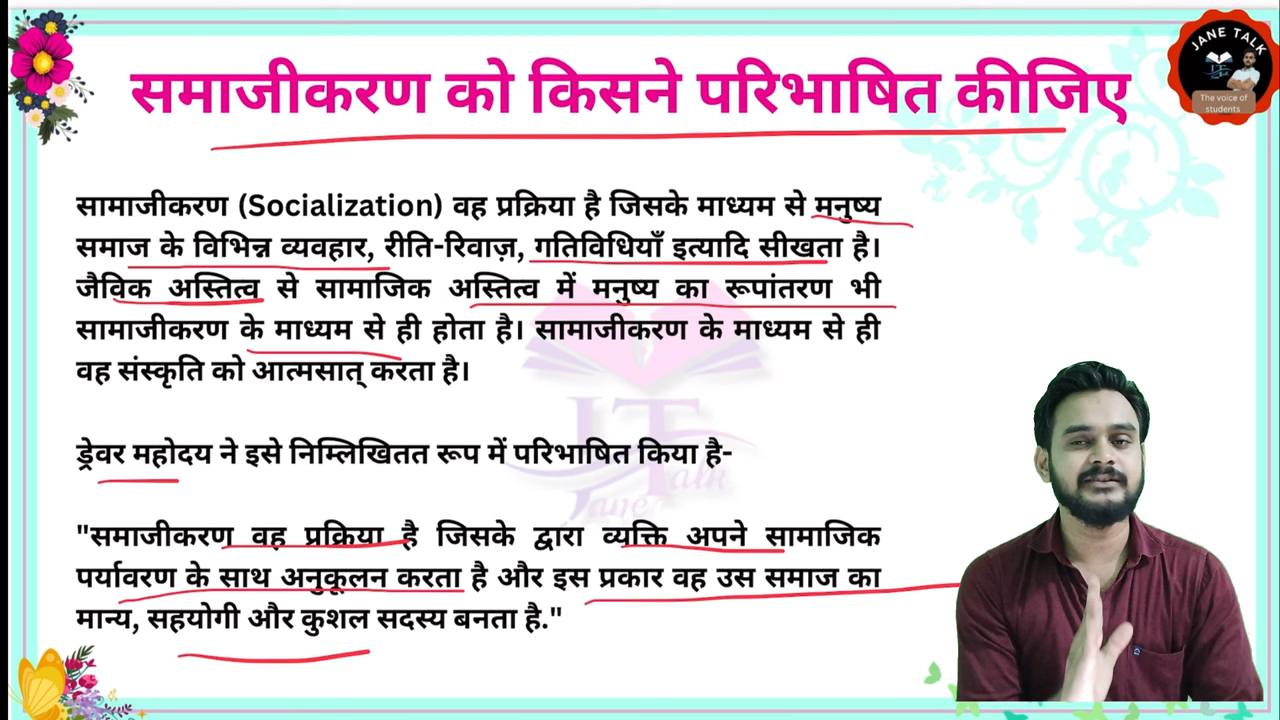 समाजीकरण को किसने परिभाषित कीजिए
JANE TALK
The voice of
students
सामाजीकरण (Socialization) वह प्रक्रिया है जिसके माध्यम से मनुष्य
समाज के विभिन्न व्यवहार, रीति-रिवाज़, गतिविधियाँ इत्यादि सीखता है।
जैविक अस्तित्व से सामाजिक अस्तित्व में मनुष्य का रूपांतरण भी
सामाजीकरण के माध्यम से ही होता है। सामाजीकरण के माध्यम से ही
वह संस्कृति को आत्मसात् करता है।
ड्रेवर महोदय ने इसे निम्लिखितत रूप में परिभाषित किया है-
"समाजीकरण वह प्रक्रिया है जिसके द्वारा व्यक्ति अपने सामाजिक
पर्यावरण के साथ अनुकूलन करता है और इस प्रकार वह उस समाज का
मान्य, सहयोगी और कुशल सदस्य बनता है."
JT
Jane Talk